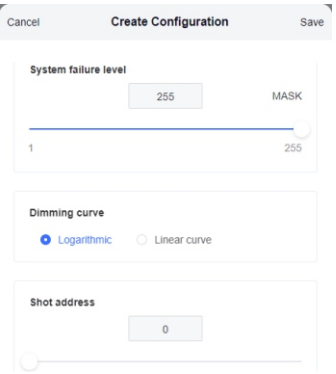 Cancel Create Configuration Save
System failure level
255 MASK
1 255
Dimming curve
Logarithmic Linear curve
Shot address
0